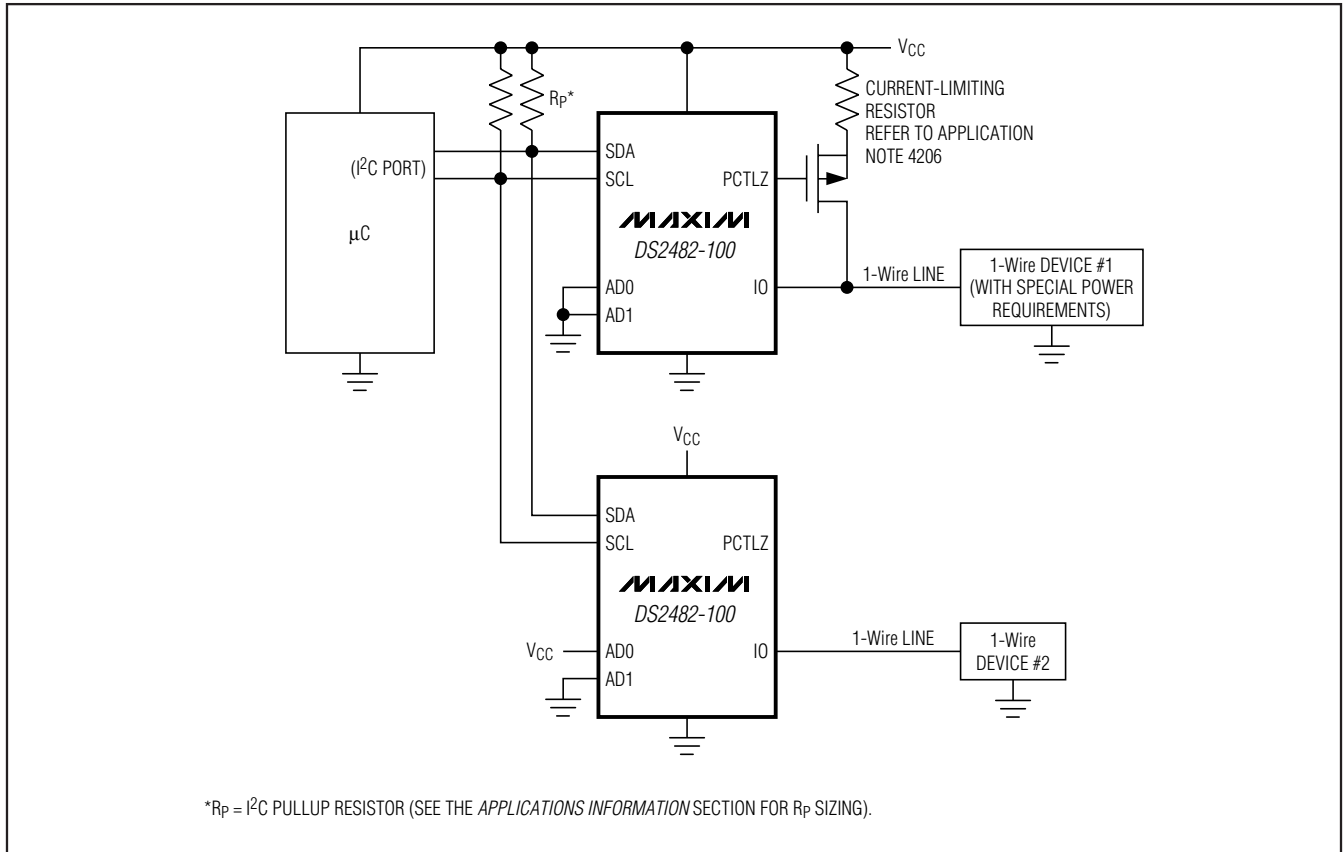 VCC
RP*
CURRENT-LIMITING
RESISTOR
REFER TO APPLICATION
NOTE 4206
(I2C PORT)
µC
SDA
SCL
PCTLZ
MAXIM
DS2482-100
AD0
AD1
IO
1-Wire LINE
1-Wire DEVICE #1
(WITH SPECIAL POWER
REQUIREMENTS)
VCC
SDA
SCL
PCTLZ
MAXIM
DS2482-100
VCC
AD0
AD1
IO
1-Wire LINE
1-Wire
DEVICE #2
*RP = I2C PULLUP RESISTOR (SEE THE APPLICATIONS INFORMATION SECTION FOR RP SIZING).